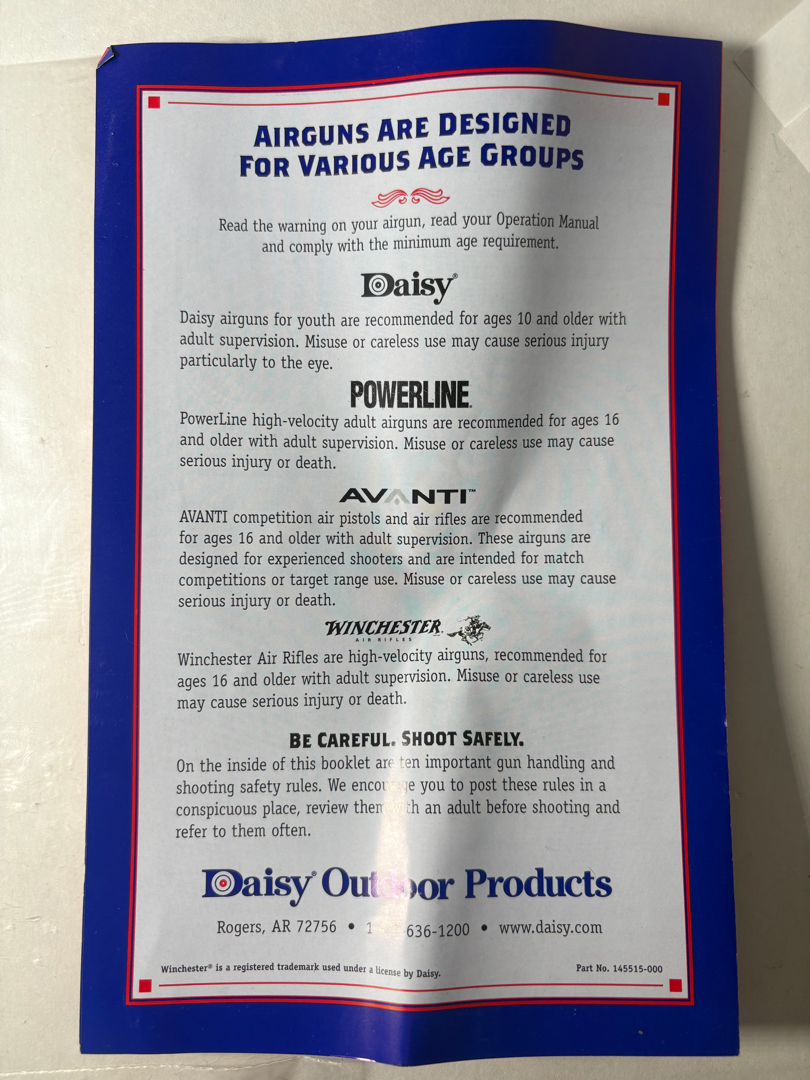 AIRGUNS ARE DESIGNED
FOR VARIOUS AGE GROUPS
Read the warning on your airgun, read your Operation Manual
and comply with the minimum age requirement.
Daisy®
Daisy airguns for youth are recommended for ages 10 and older with
adult supervision. Misuse or careless use may cause serious injury
particularly to the eye.
POWERLINE
PowerLine high-velocity adult airguns are recommended for ages 16
and older with adult supervision. Misuse or careless use may cause
serious injury or death.
AVANTI™
AVANTI competition air pistols and air rifles are recommended
for ages 16 and older with adult supervision. These airguns are
designed for experienced shooters and are intended for match
competitions or target range use. Misuse or careless use may cause
serious injury or death.
WINCHESTER
AIR RIFLES
Winchester Air Rifles are high-velocity airguns, recommended for
ages 16 and older with adult supervision. Misuse or careless use
may cause serious injury or death.
BE CAREFUL. SHOOT SAFELY.
On the inside of this booklet are ten important gun handling and
shooting safety rules. We encourage you to post these rules in a
conspicuous place, review them with an adult before shooting and
refer to them often.
Daisy® Outdoor Products
Rogers, AR 72756 • 636-1200 • www.daisy.com
Winchester® is a registered trademark used under a license by Daisy.
Part No. 145515-000